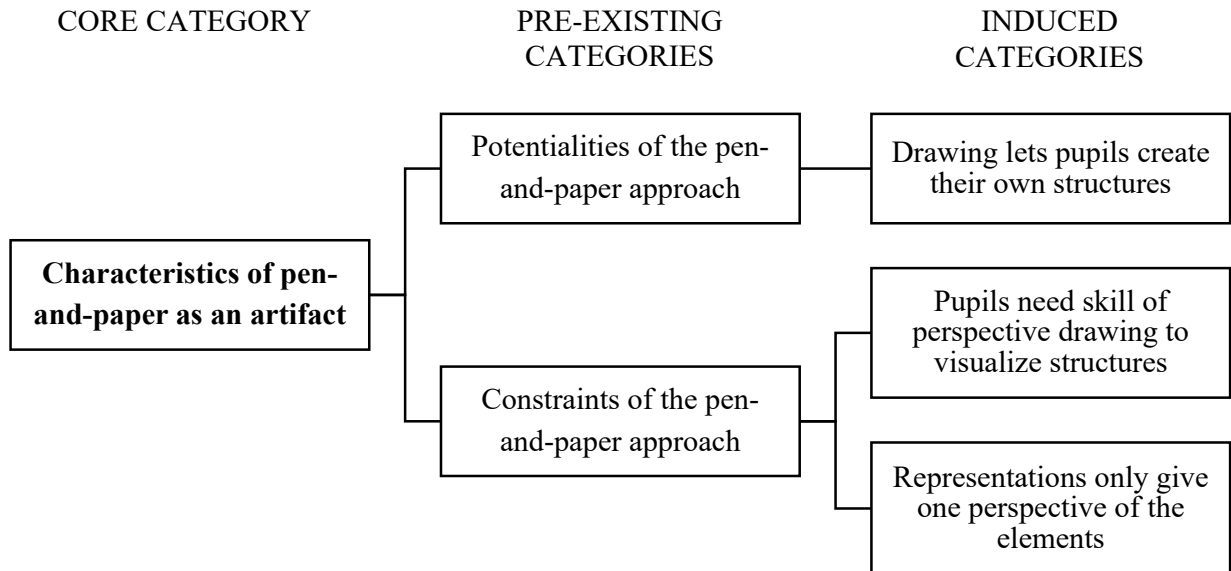 CORE CATEGORY
PRE-EXISTING
CATEGORIES
INDUCED
CATEGORIES
Characteristics of pen-
and-paper as an artifact
Potentialities of the pen-
and-paper approach
Drawing lets pupils create
their own structures
Constraints of the pen-
and-paper approach
Pupils need skill of
perspective drawing to
visualize structures
Representations only give
one perspective of the
elements